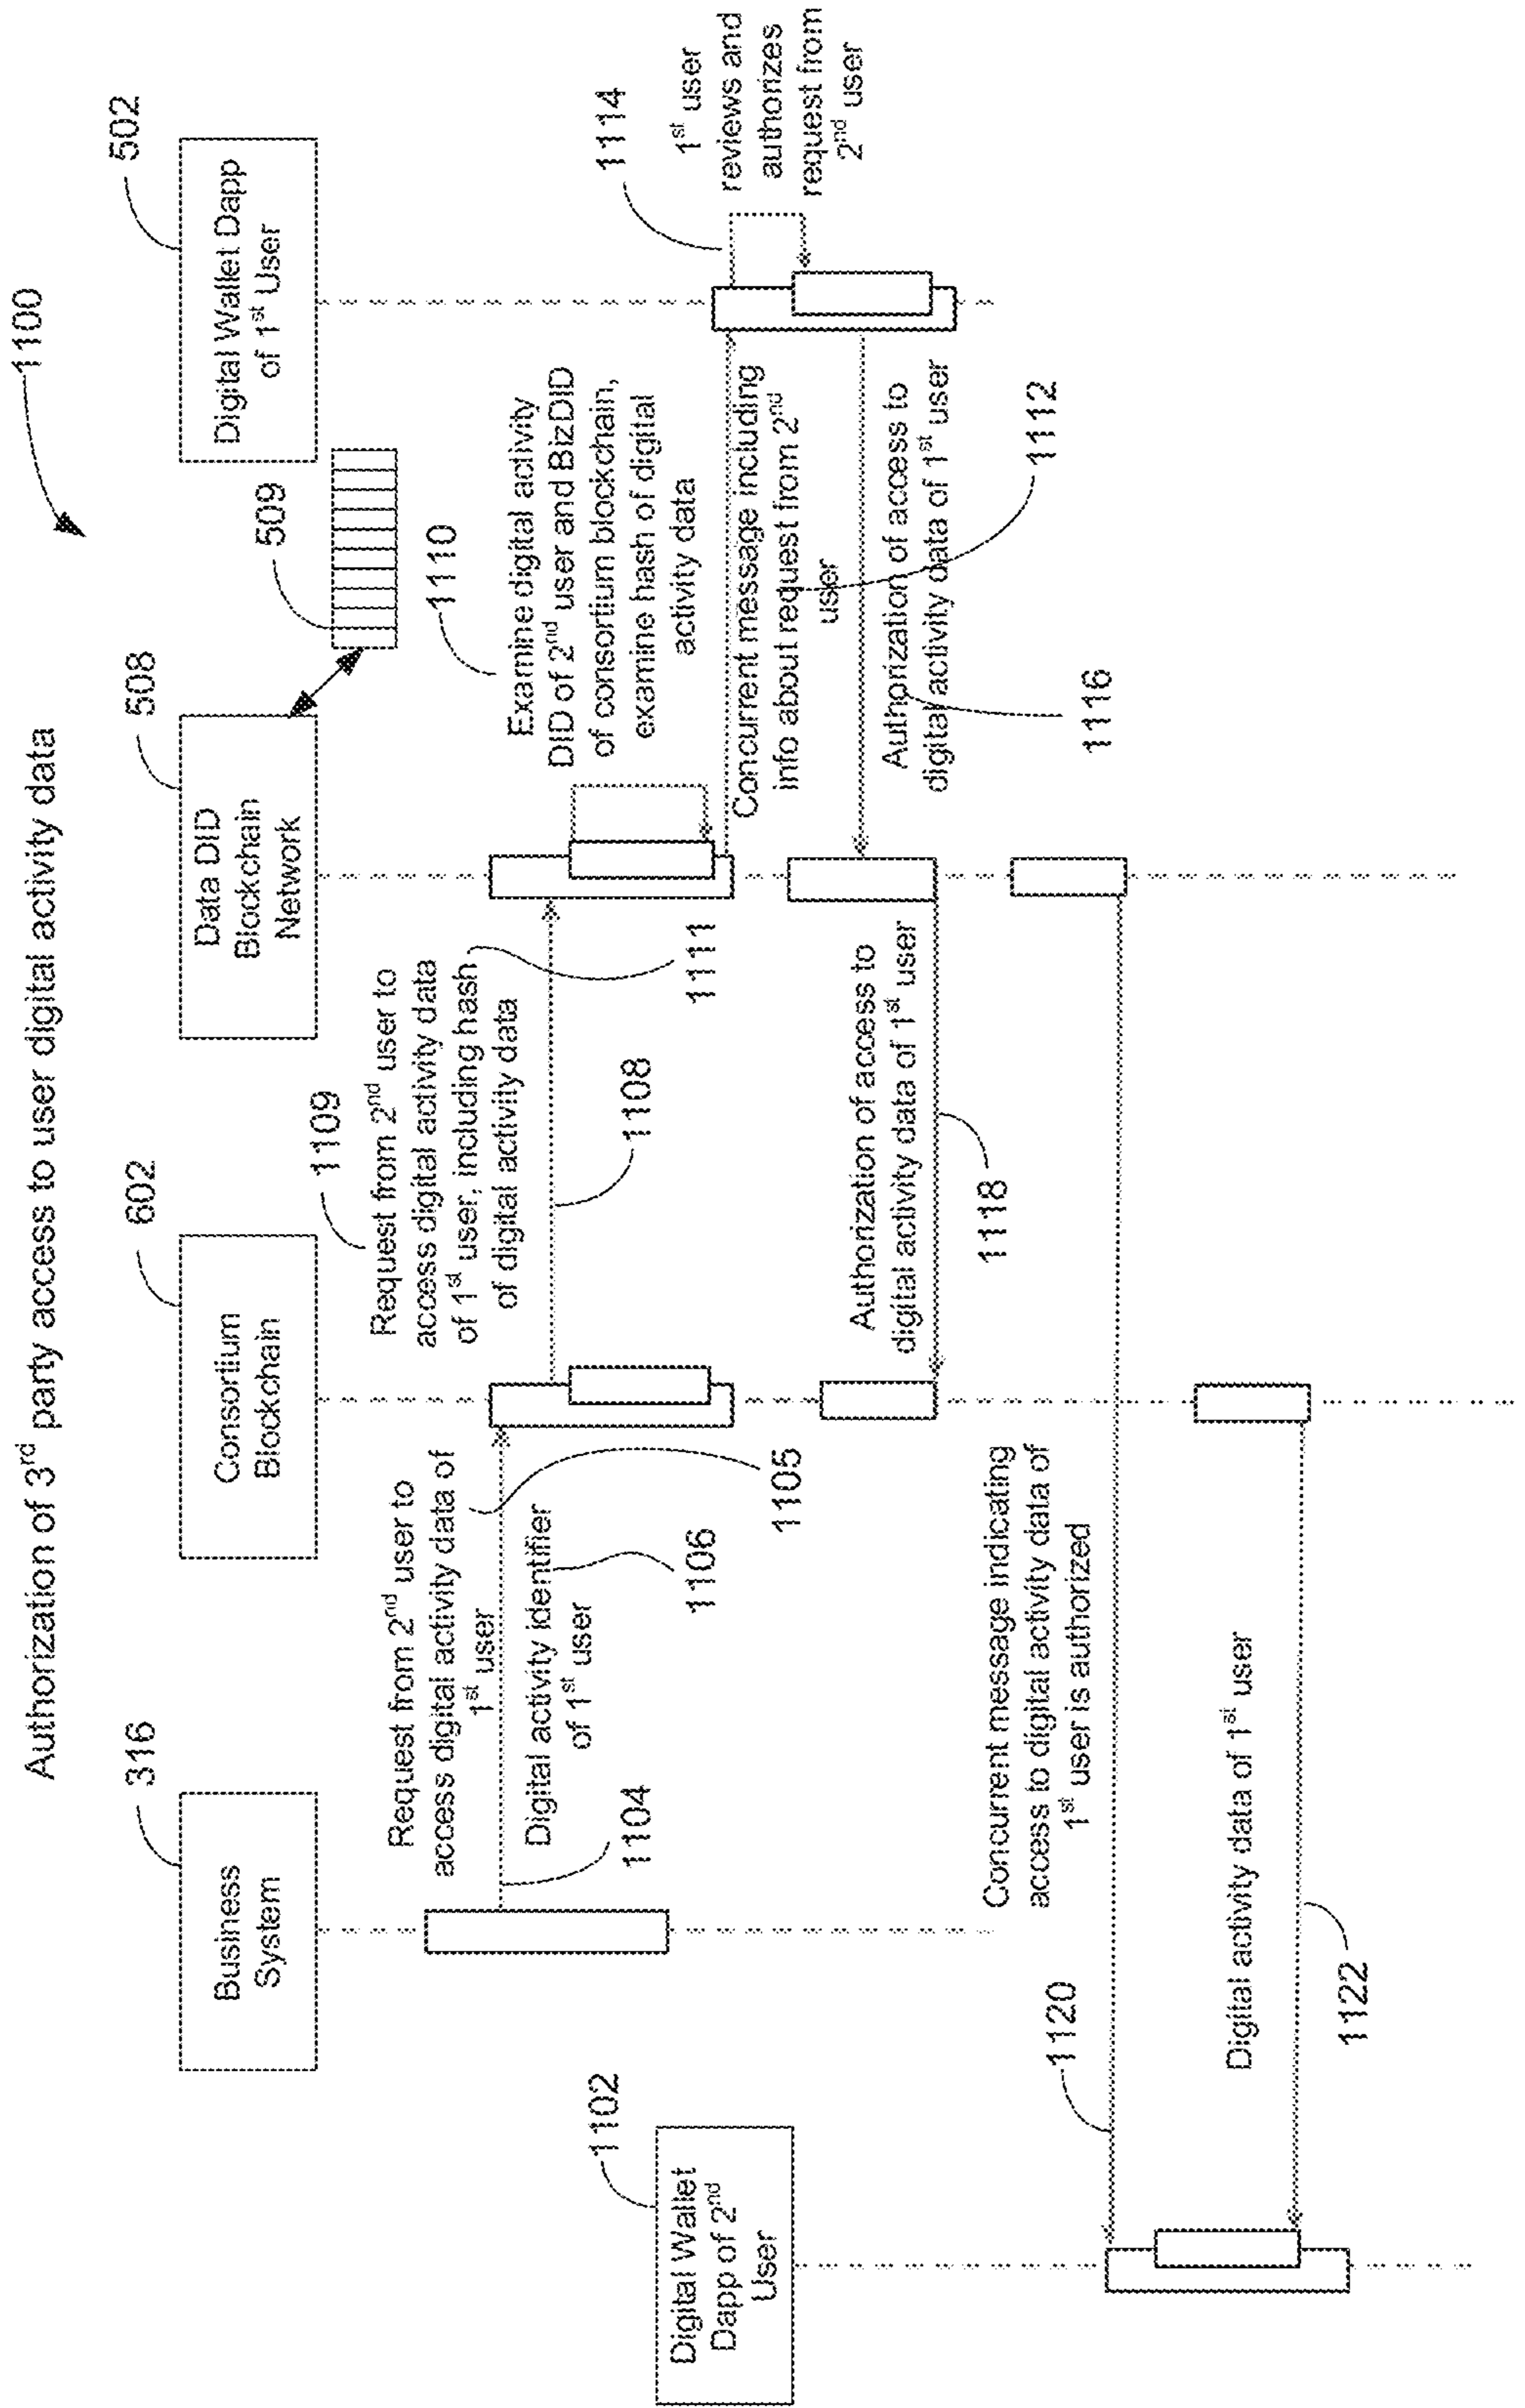 Authorization of 3rd party access to user digital activity data
1100
1102
Digital Wallet
Dapp of 2nd
User
316
Business
System
602
Consortium
Blockchain
508
Data DID
Blockchain
Network
509
502
Digital Wallet Dapp
of 1st User
Request from 2nd user to
access digital activity data of
1st user
1105
Digital activity identifier
of 1st user
1104
1106
1109
Request from 2nd user to
access digital activity data
of 1st user, including hash
of digital activity data
1111
1108
1110
Examine digital activity
DID of 2nd user and BizDID
of consortium blockchain,
examine hash of digital
activity data
Concurrent message including
info about request from 2nd
user
1112
1114
1st user
reviews and
authorizes
request from
2nd user
Authorization of access to
digital activity data of 1st user
1116
Authorization of access to
digital activity data of 1st user
1118
Concurrent message indicating
access to digital activity data of
1st user is authorized
1120
Digital activity data of 1st user
1122